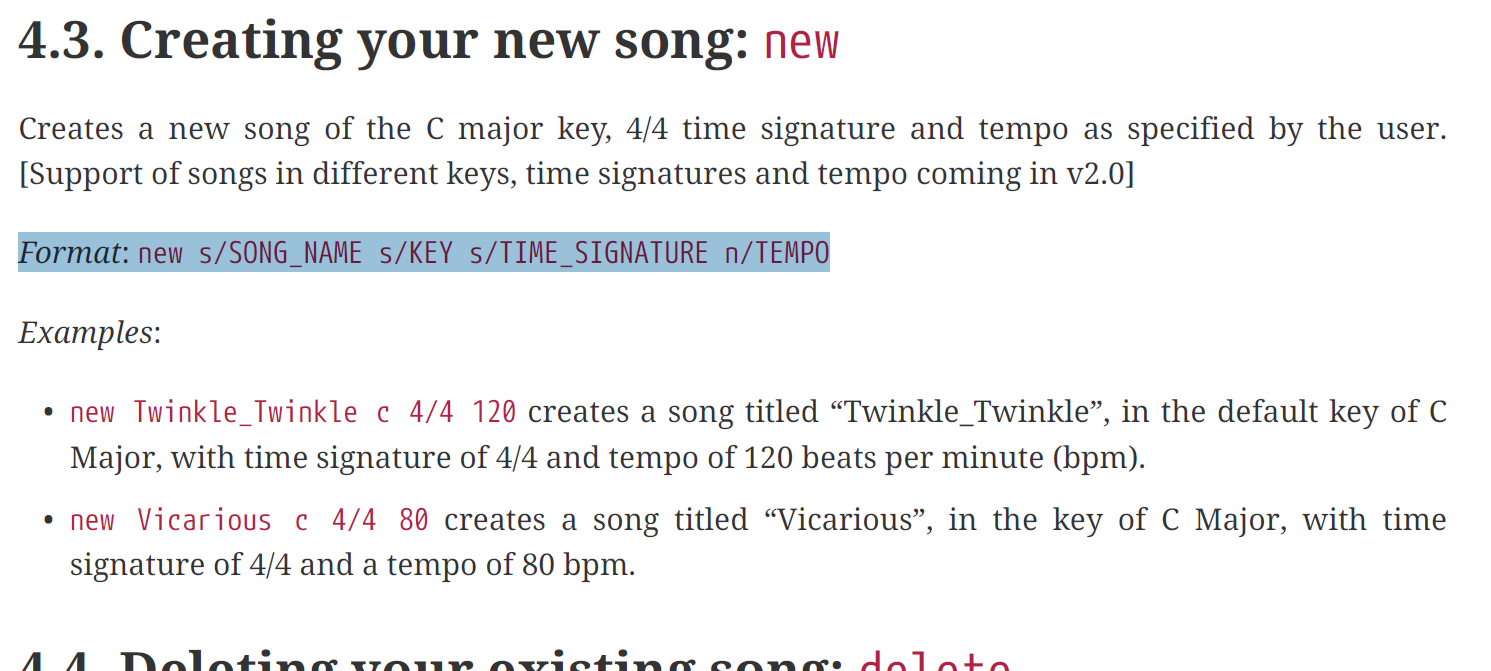 4.3. Creating your new song: new
Creates a new song of the C major key, 4/4 time signature and tempo as specified by the user.
[Support of songs in different keys, time signatures and tempo coming in v2.0]
Format: new s/SONG_NAME s/KEY s/TIME_SIGNATURE n/TEMPO
Examples:
• new Twinkle_Twinkle c 4/4 120 creates a song titled “Twinkle_Twinkle”, in the default key of C
Major, with time signature of 4/4 and tempo of 120 beats per minute (bpm).
• new Vicarious c 4/4 80 creates a song titled “Vicarious”, in the key of C Major, with time
signature of 4/4 and a tempo of 80 bpm.
4.4. Deleting your existing song: delete